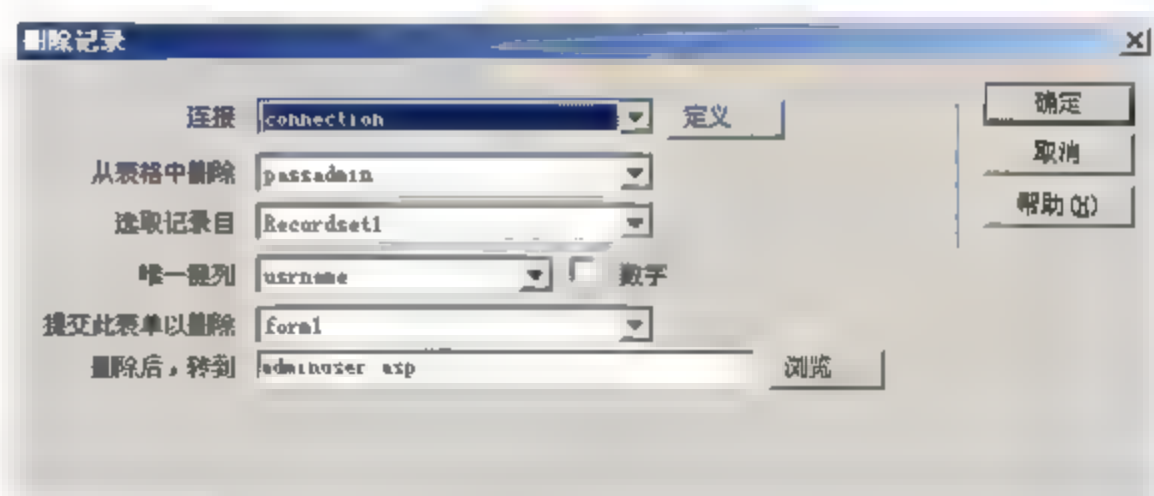 删除记录
连接 connection 定义 确定
从表格中删除 passadmin 取消
选取记录自 Recordset1 帮助(H)
唯一键列 usrname 数字
提交此表单以删除 form1
删除后,转到 adminuser.asp 浏览